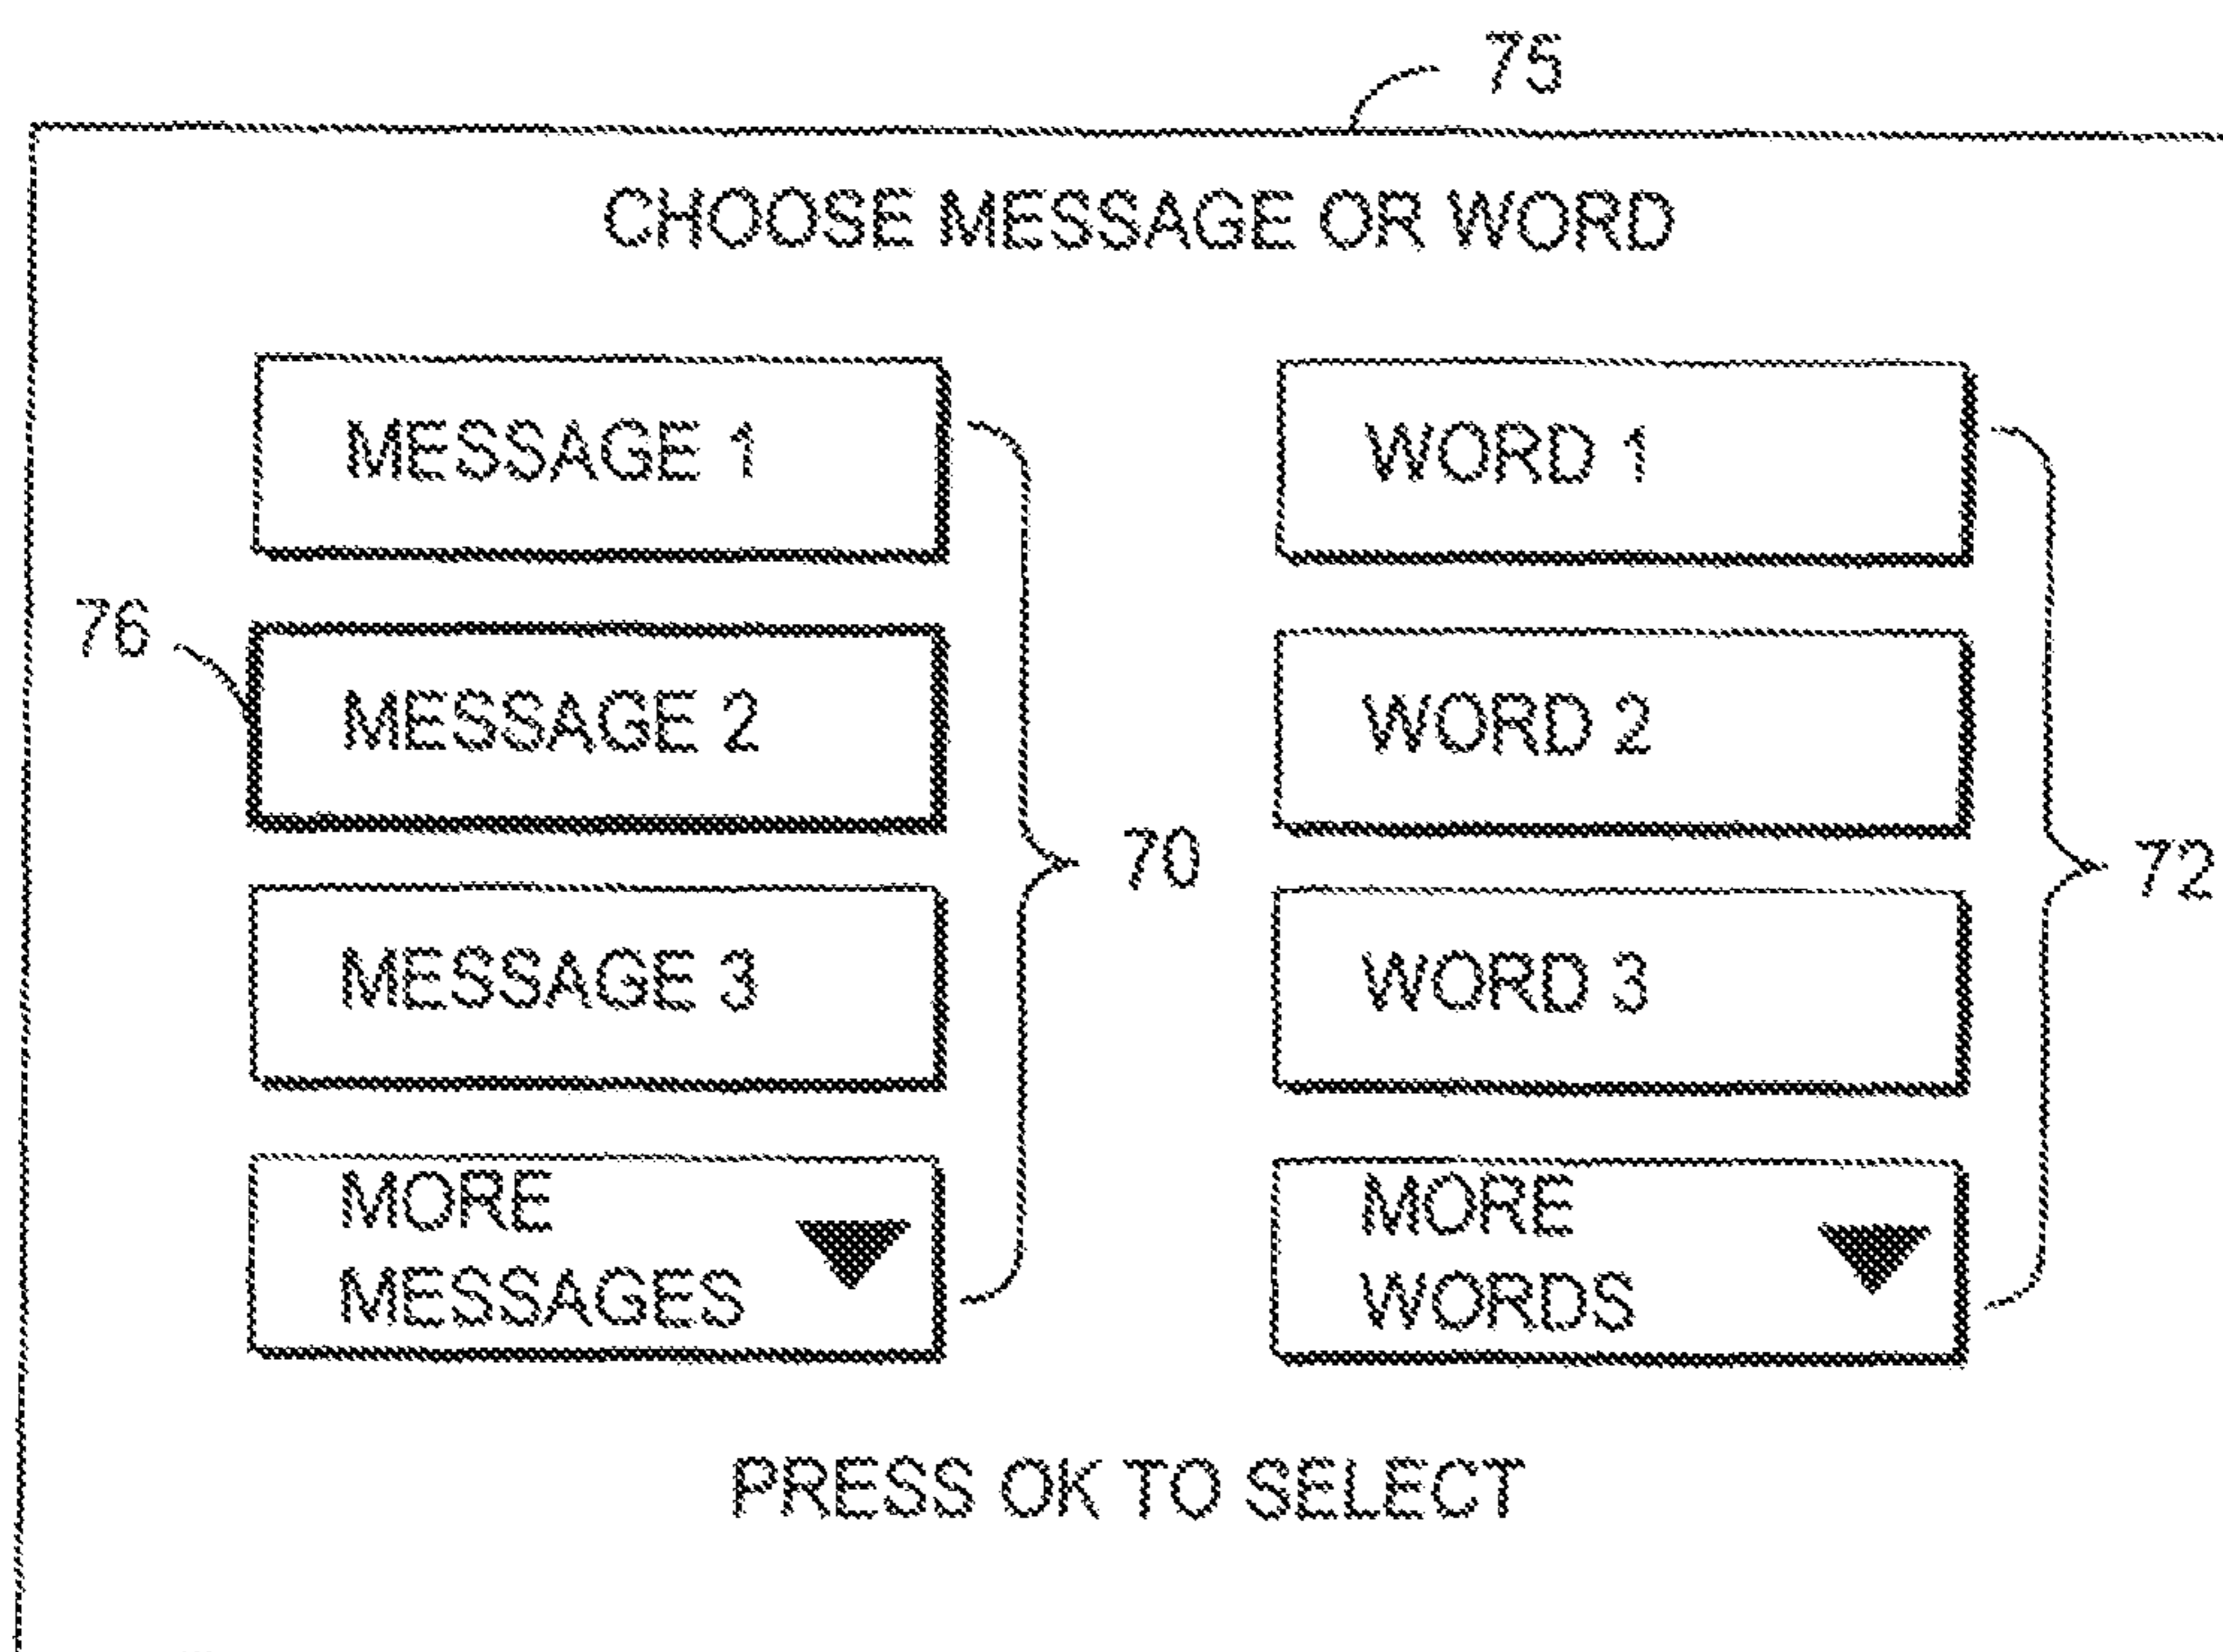 75
CHOOSE MESSAGE OR WORD
MESSAGE 1
WORD 1
76
MESSAGE 2
WORD 2
70
72
MESSAGE 3
WORD 3
MORE
MESSAGES
MORE
WORDS
PRESS OK TO SELECT